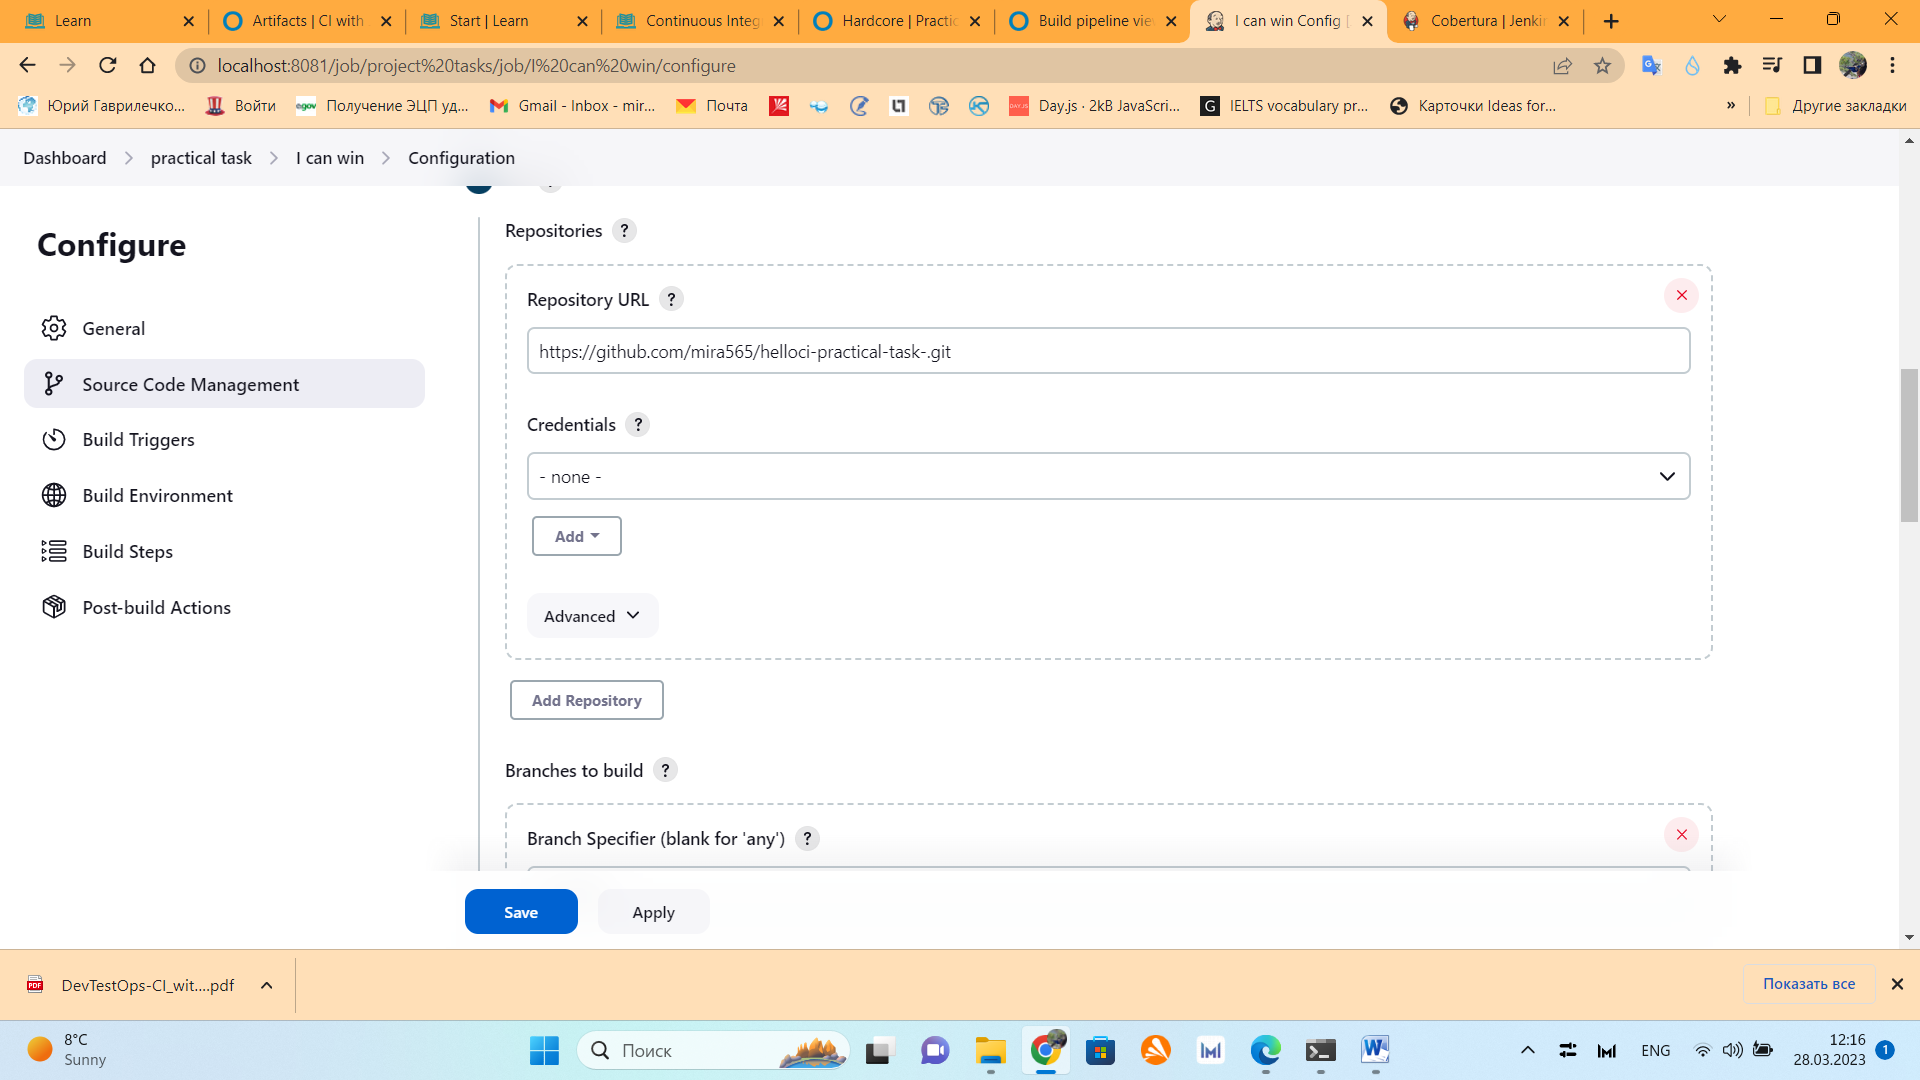 Learn
Artifacts | CI with
Start | Learn
Continuous Integ
Hardcore | Practic
Build pipeline vie
I can win Config [
Cobertura | Jenki
localhost:8081/job/project%20tasks/job/I%20can%20win/configure
Юрий Гаврилечко...
Войти
Получение ЭЦП уд...
Gmail - Inbox - mir...
Почта
Day.js · 2kB JavaScri...
IELTS vocabulary pr...
Карточки Ideas for...
»
Другие закладки
Dashboard > practical task > I can win > Configuration
Configure
General
Source Code Management
Build Triggers
Build Environment
Build Steps
Post-build Actions
Repositories ?
Repository URL ?
https://github.com/mira565/helloci-practical-task-.git
Credentials ?
- none -
Add
Advanced
Add Repository
Branches to build ?
Branch Specifier (blank for 'any') ?
Save
Apply
DevTestOps-CI_wit....pdf
Показать все
8°C
Sunny
Поиск
ENG
12:16
28.03.2023
1